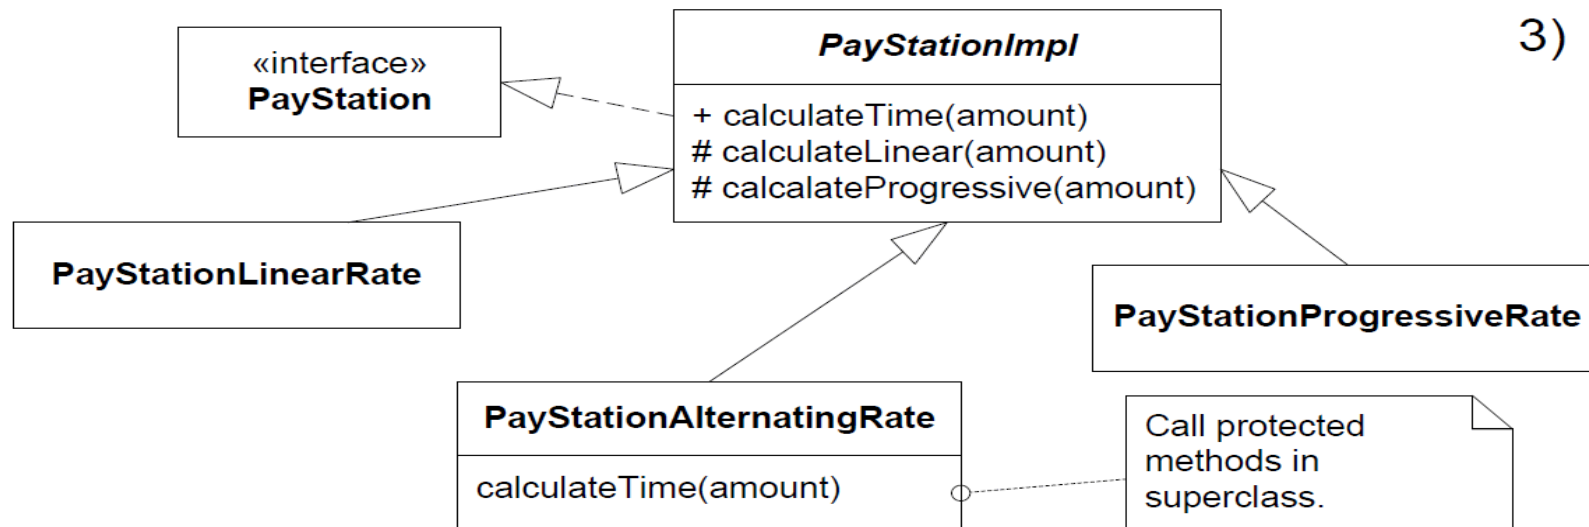 3)
«interface»
PayStation
PayStationImpl
+ calculateTime(amount)
# calculateLinear(amount)
# calcalateProgressive(amount)
PayStationLinearRate
PayStationProgressiveRate
PayStationAlternatingRate
calculateTime(amount)
Call protected
methods in
superclass.